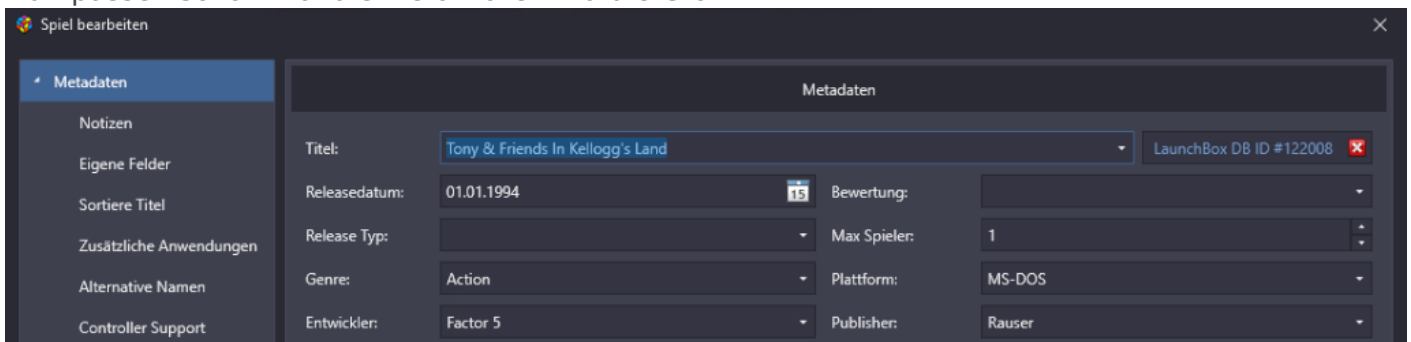 Spiel bearbeiten
Metadaten
Metadaten
Notizen
Titel: Tony & Friends In Kellogg's Land LaunchBox DB ID #122008
Eigene Felder
Releasedatum: 01.01.1994 15 Bewertung:
Sortiere Titel
Release Typ: Max Spieler: 1
Zusätzliche Anwendungen
Genre: Action Plattform: MS-DOS
Alternative Namen
Entwickler: Factor 5 Publisher: Rauser
Controller Support